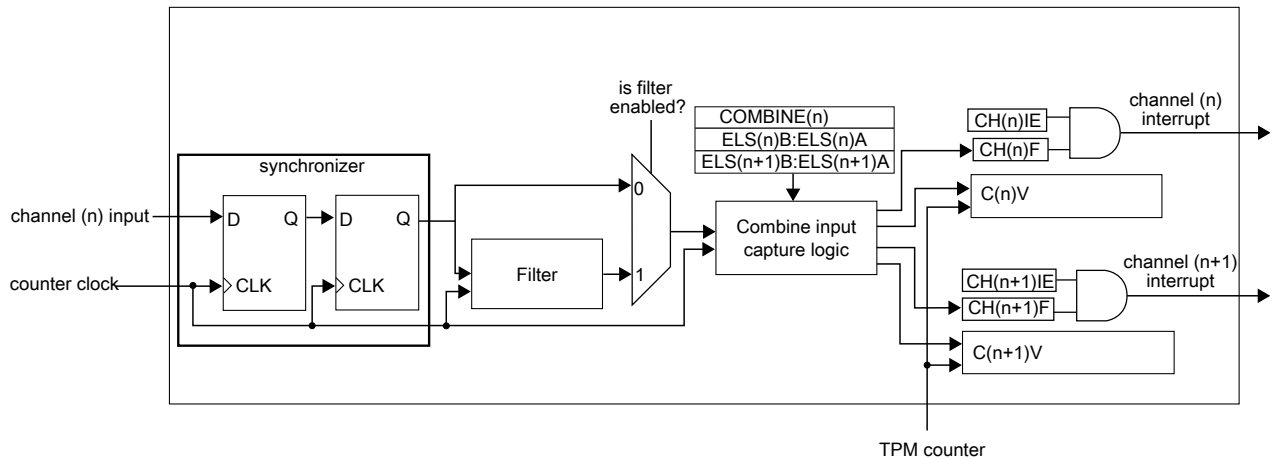 is filter
enabled?
COMBINE(n)
ELS(n)B:ELS(n)A
ELS(n+1)B:ELS(n+1)A
CH(n)IE
CH(n)F
channel (n)
interrupt
synchronizer
channel (n) input
D Q D Q
CLK CLK
counter clock
0
Filter
1
Combine input
capture logic
C(n)V
CH(n+1)IE
CH(n+1)F
channel (n+1)
interrupt
C(n+1)V
TPM counter